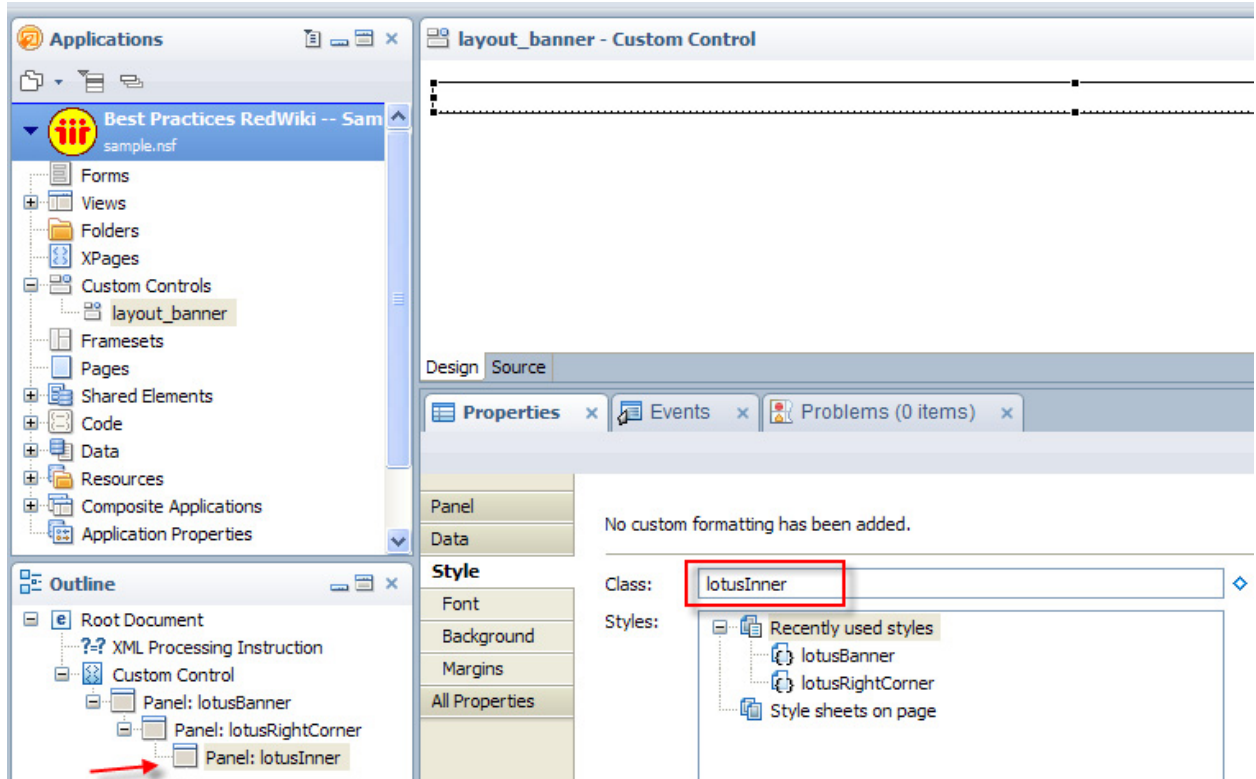 Applications
Best Practices RedWiki -- Sam
sample.nsf
Forms
Views
Folders
XPages
Custom Controls
layout_banner
Framesets
Pages
Shared Elements
Code
Data
Resources
Composite Applications
Application Properties
Outline
Root Document
?=? XML Processing Instruction
Custom Control
Panel: lotusBanner
Panel: lotusRightCorner
Panel: lotusInner
layout_banner - Custom Control
Design Source
Properties Events Problems (0 items)
Panel
Data
Style
Font
Background
Margins
All Properties
No custom formatting has been added.
Class: lotusInner
Styles: Recently used styles
lotusBanner
lotusRightCorner
Style sheets on page